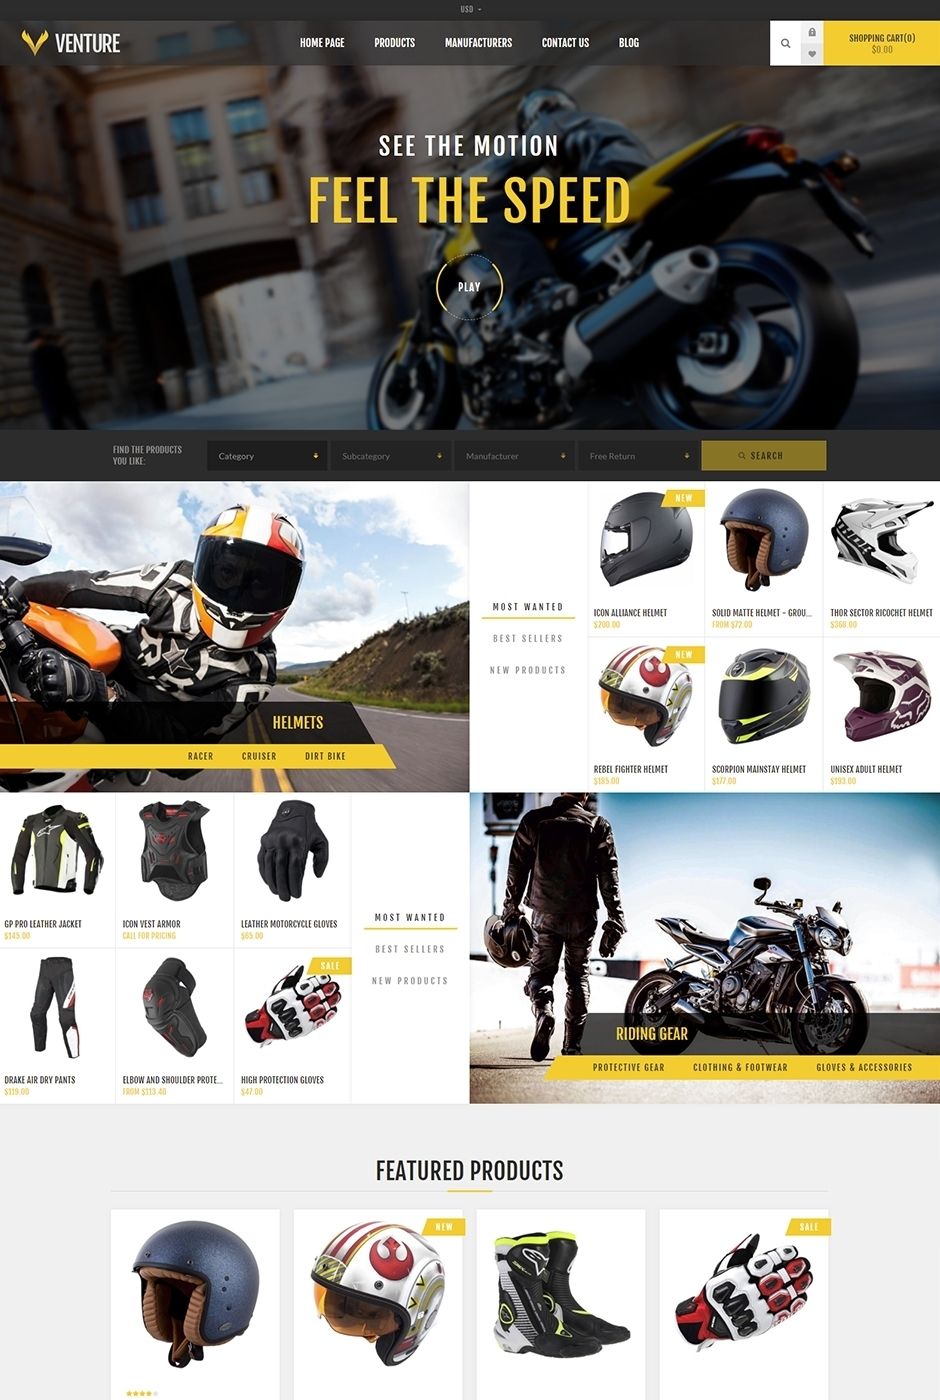 USD
VENTURE
HOME PAGE
PRODUCTS
MANUFACTURERS
CONTACT US
BLOG
SHOPPING CART(0)
$0.00
SEE THE MOTION
FEEL THE SPEED
PLAY
FIND THE PRODUCTS
YOU LIKE:
Category
Subcategory
Manufacturer
Free Return
SEARCH
HELMETS
RACER
CRUISER
DIRT BIKE
MOST WANTED
BEST SELLERS
NEW PRODUCTS
NEW
THOR
ICON ALLIANCE HELMET
$200.00
SOLID MATTE HELMET - GROU...
FROM $72.00
THOR SECTOR RICOCHET HELMET
$368.00
NEW
REBEL FIGHTER HELMET
$185.00
SCORPION MAINSTAY HELMET
$177.00
UNISEX ADULT HELMET
$193.00
GP PRO LEATHER JACKET
$145.00
ICON VEST ARMOR
CALL FOR PRICING
LEATHER MOTORCYCLE GLOVES
$65.00
MOST WANTED
BEST SELLERS
NEW PRODUCTS
SALE
DRAKE AIR DRY PANTS
$119.00
ELBOW AND SHOULDER PROTE...
FROM $113.40
HIGH PROTECTION GLOVES
$47.00
RIDING GEAR
PROTECTIVE GEAR
CLOTHING & FOOTWEAR
GLOVES & ACCESSORIES
FEATURED PRODUCTS
NEW
SALE